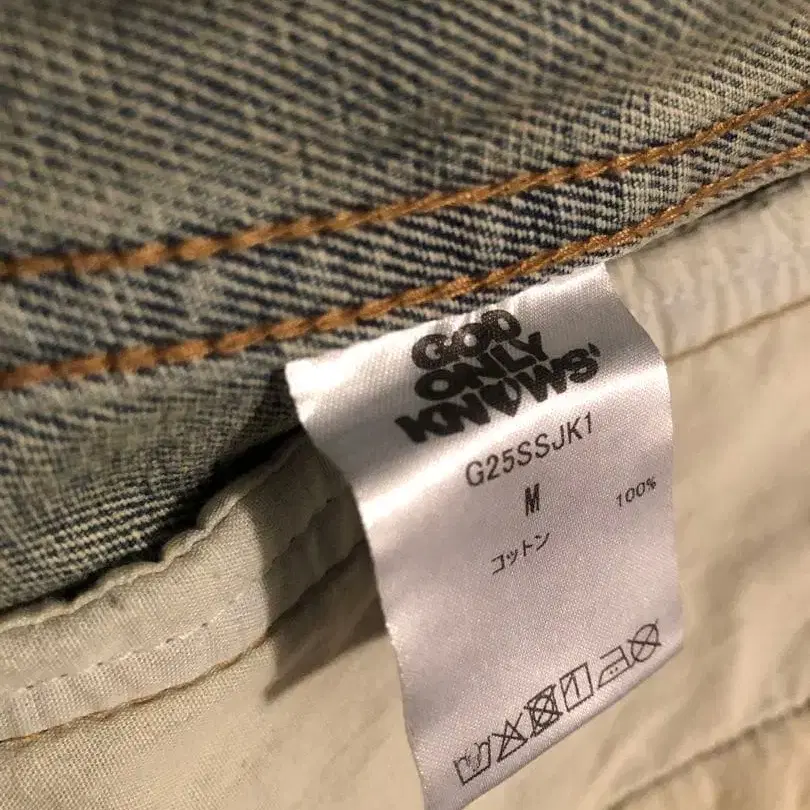 GOD
ONLY
KNOWS
G25SSJK1
M
コットン 100%